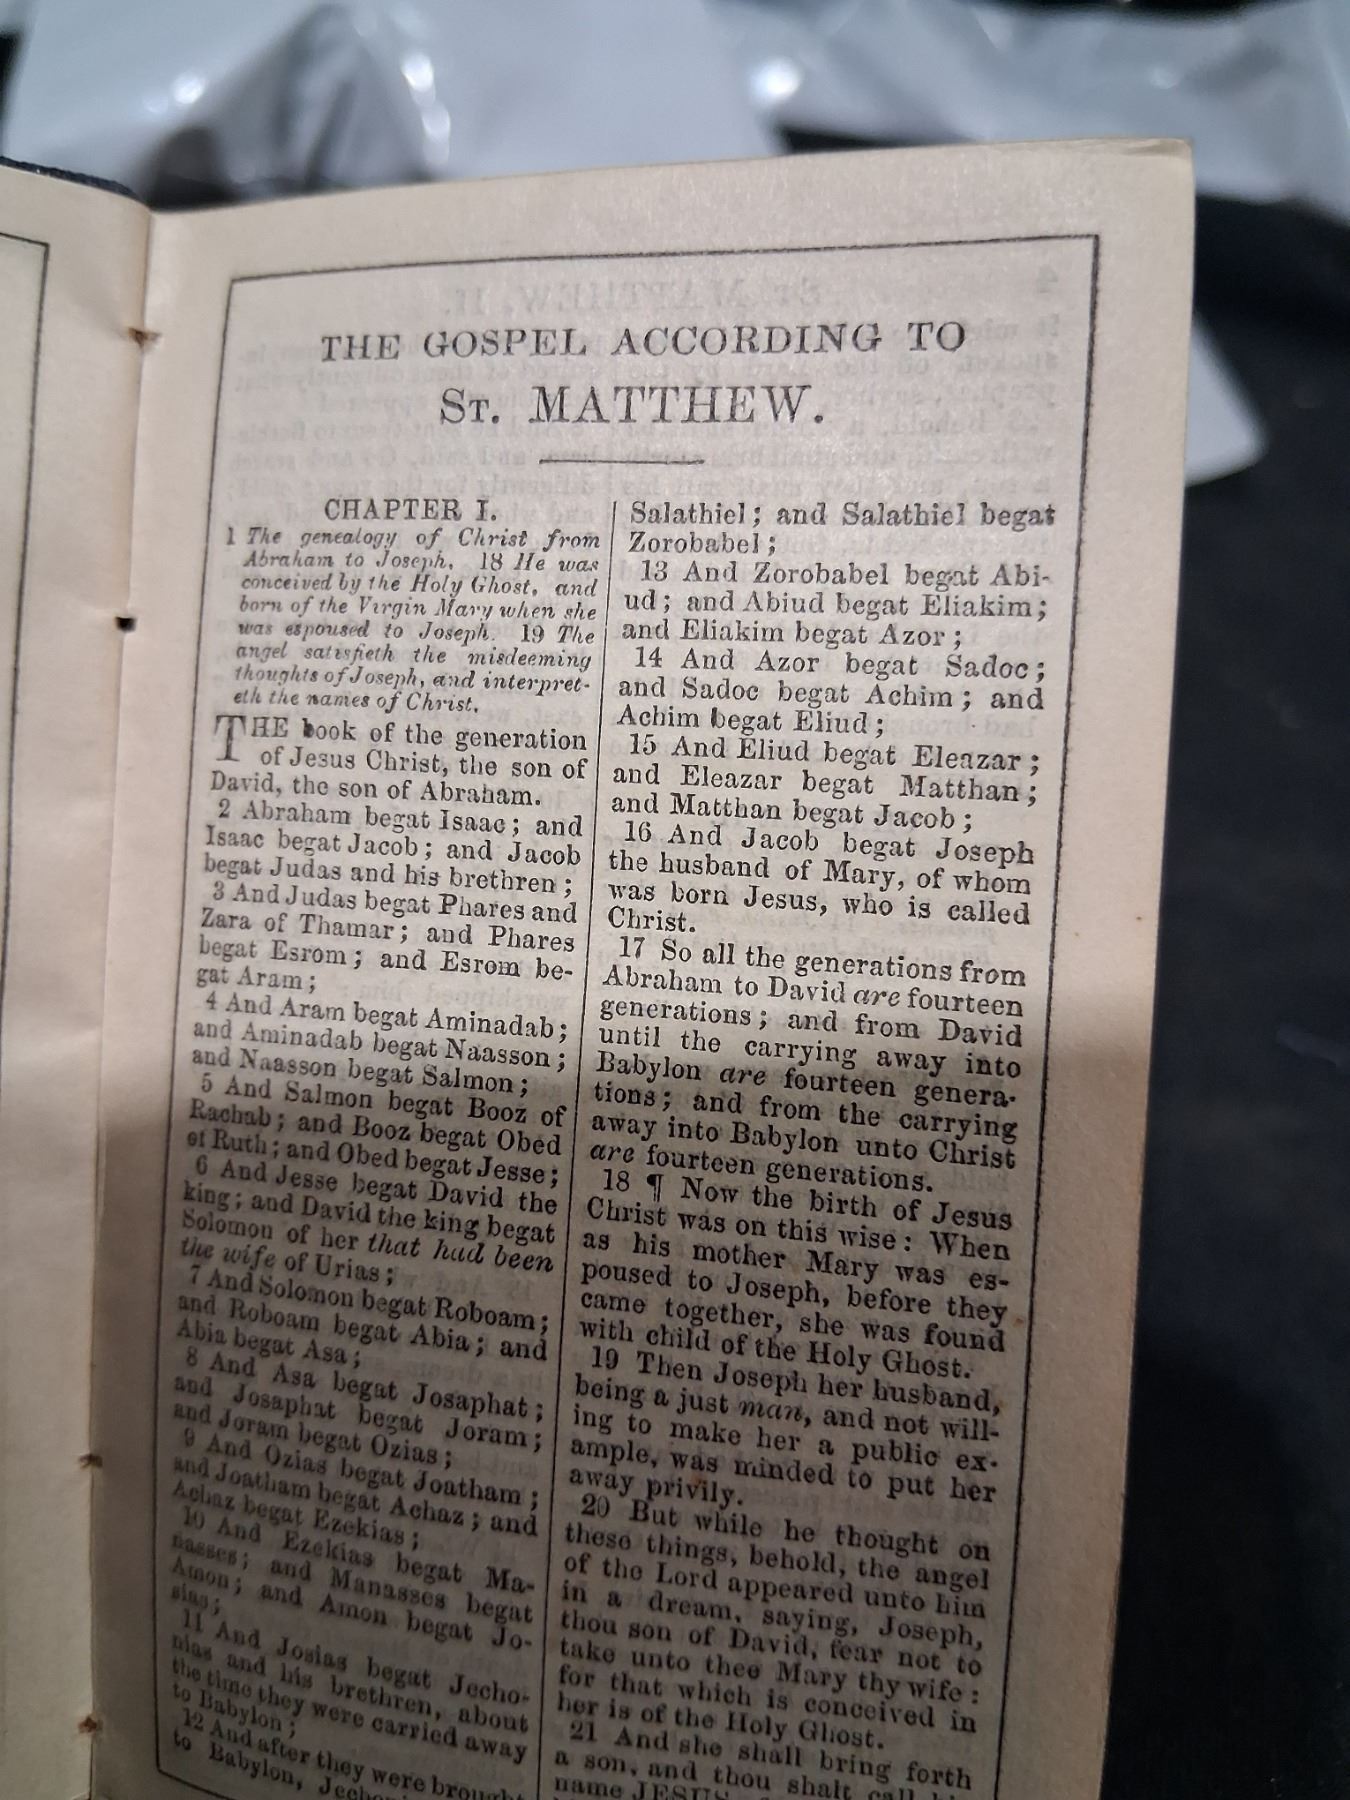 THE GOSPEL ACCORDING TO
ST. MATTHEW.
CHAPTER I.
1 The genealogy of Christ from
Abraham to Joseph. 18 He was
conceived by the Holy Ghost, and
born of the Virgin Mary when she
was espoused to Joseph. 19 The
angel satisfieth the misdeeming
thoughts of Joseph, and interpret-
eth the names of Christ.
THE book of the generation
of Jesus Christ, the son of
David, the son of Abraham.
2 Abraham begat Isaac; and
Isaac begat Jacob; and Jacob
begat Judas and his brethren;
3 And Judas begat Phares and
Zara of Thamar; and Phares
begat Esrom; and Esrom be-
gat Aram;
4 And Aram begat Aminadab;
and Aminadab begat Naasson;
and Naasson begat Salmon;
5 And Salmon begat Booz of
Rachab; and Booz begat Obed
of Ruth; and Obed begat Jesse;
6 And Jesse begat David the
king; and David the king begat
Solomon of her that had been
the wife of Urias;
7 And Solomon begat Roboam;
and Roboam begat Abia; and
Abia begat Asa;
8 And Asa begat Josaphat;
and Josaphat begat Joram;
and Joram begat Ozias;
9 And Ozias begat Joatham;
and Joatham begat Achaz; and
Achaz begat Ezekias;
10 And Ezekias begat Ma-
nasses; and Manasses begat
Amon; and Amon begat Jo-
sias;
11 And Josias begat Jecho-
nias and his brethren, about
the time they were carried away
to Babylon;
12 And after they were brought
to Babylon,
Salathiel; and Salathiel begat
Zorobabel;
13 And Zorobabel begat Abi-
ud; and Abiud begat Eliakim;
and Eliakim begat Azor;
14 And Azor begat Sadoc;
and Sadoc begat Achim; and
Achim begat Eliud;
15 And Eliud begat Eleazar;
and Eleazar begat Matthan;
and Matthan begat Jacob;
16 And Jacob begat Joseph
the husband of Mary, of whom
was born Jesus, who is called
Christ.
17 So all the generations from
Abraham to David are fourteen
generations; and from David
until the carrying away into
Babylon are fourteen genera-
tions; and from the carrying
away into Babylon unto Christ
are fourteen generations.
18 ¶ Now the birth of Jesus
Christ was on this wise: When
as his mother Mary was es-
poused to Joseph, before they
came together, she was found
with child of the Holy Ghost.
19 Then Joseph her husband,
being a just man, and not will-
ing to make her a public ex-
ample, was minded to put her
away privily.
20 But while he thought on
these things, behold, the angel
of the Lord appeared unto him
in a dream, saying, Joseph,
thou son of David, fear not to
take unto thee Mary thy wife:
for that which is conceived in
her is of the Holy Ghost.
21 And she shall bring forth
a son, and thou shalt call
name JESUS